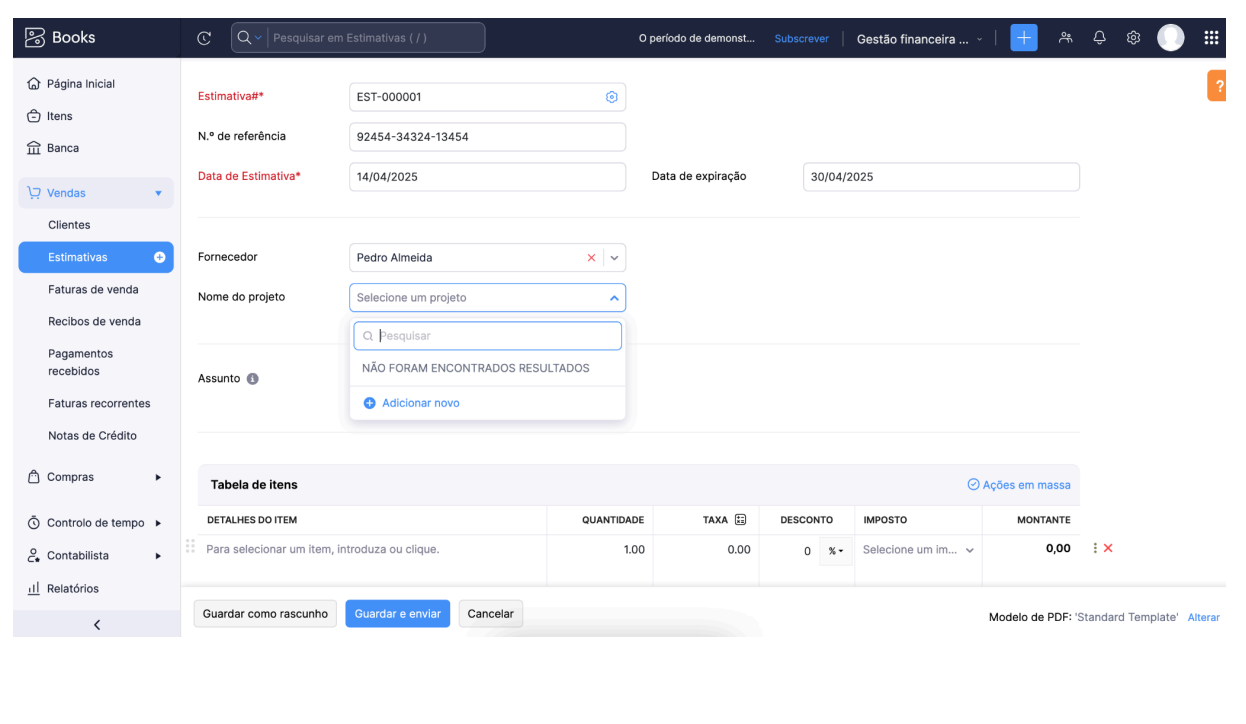 Books
Pesquisar em Estimativas ( / )
O período de demonst...
Subscrever
Gestão financeira ...
?
Página Inicial
Itens
Banca
Vendas
Clientes
Estimativas
Faturas de venda
Recibos de venda
Pagamentos
recebidos
Faturas recorrentes
Notas de Crédito
Compras
Controlo de tempo
Contabilista
Relatórios
Estimativa#*
EST-000001
N.º de referência
92454-34324-13454
Data de Estimativa*
14/04/2025
Data de expiração
30/04/2025
Fornecedor
Pedro Almeida
Nome do projeto
Selecione um projeto
Pesquisar
NÃO FORAM ENCONTRADOS RESULTADOS
Adicionar novo
Assunto
Tabela de itens
Ações em massa
DETALHES DO ITEM QUANTIDADE TAXA DESCONTO IMPOSTO MONTANTE
Para selecionar um item, introduza ou clique. 1.00 0.00 0 % Selecione um im... 0,00
Guardar como rascunho
Guardar e enviar
Cancelar
Modelo de PDF: 'Standard Template' Alterar